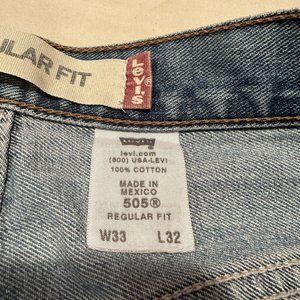 ULAR FIT
LEVI'S
levi.com
(800) USA-LEVI
100% COTTON
MADE IN
MEXICO
505®
REGULAR FIT
W33 L32